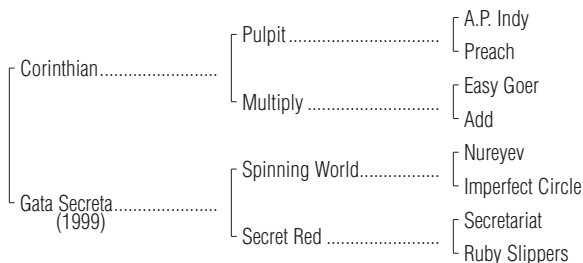 A.P. Indy
Pulpit...............................
Preach
Corinthian........................
Easy Goer
Multiply ...........................
Add
Nureyev
Spinning World.................
Imperfect Circle
Gata Secreta.....................
(1999)
Secretariat
Secret Red .......................
Ruby Slippers